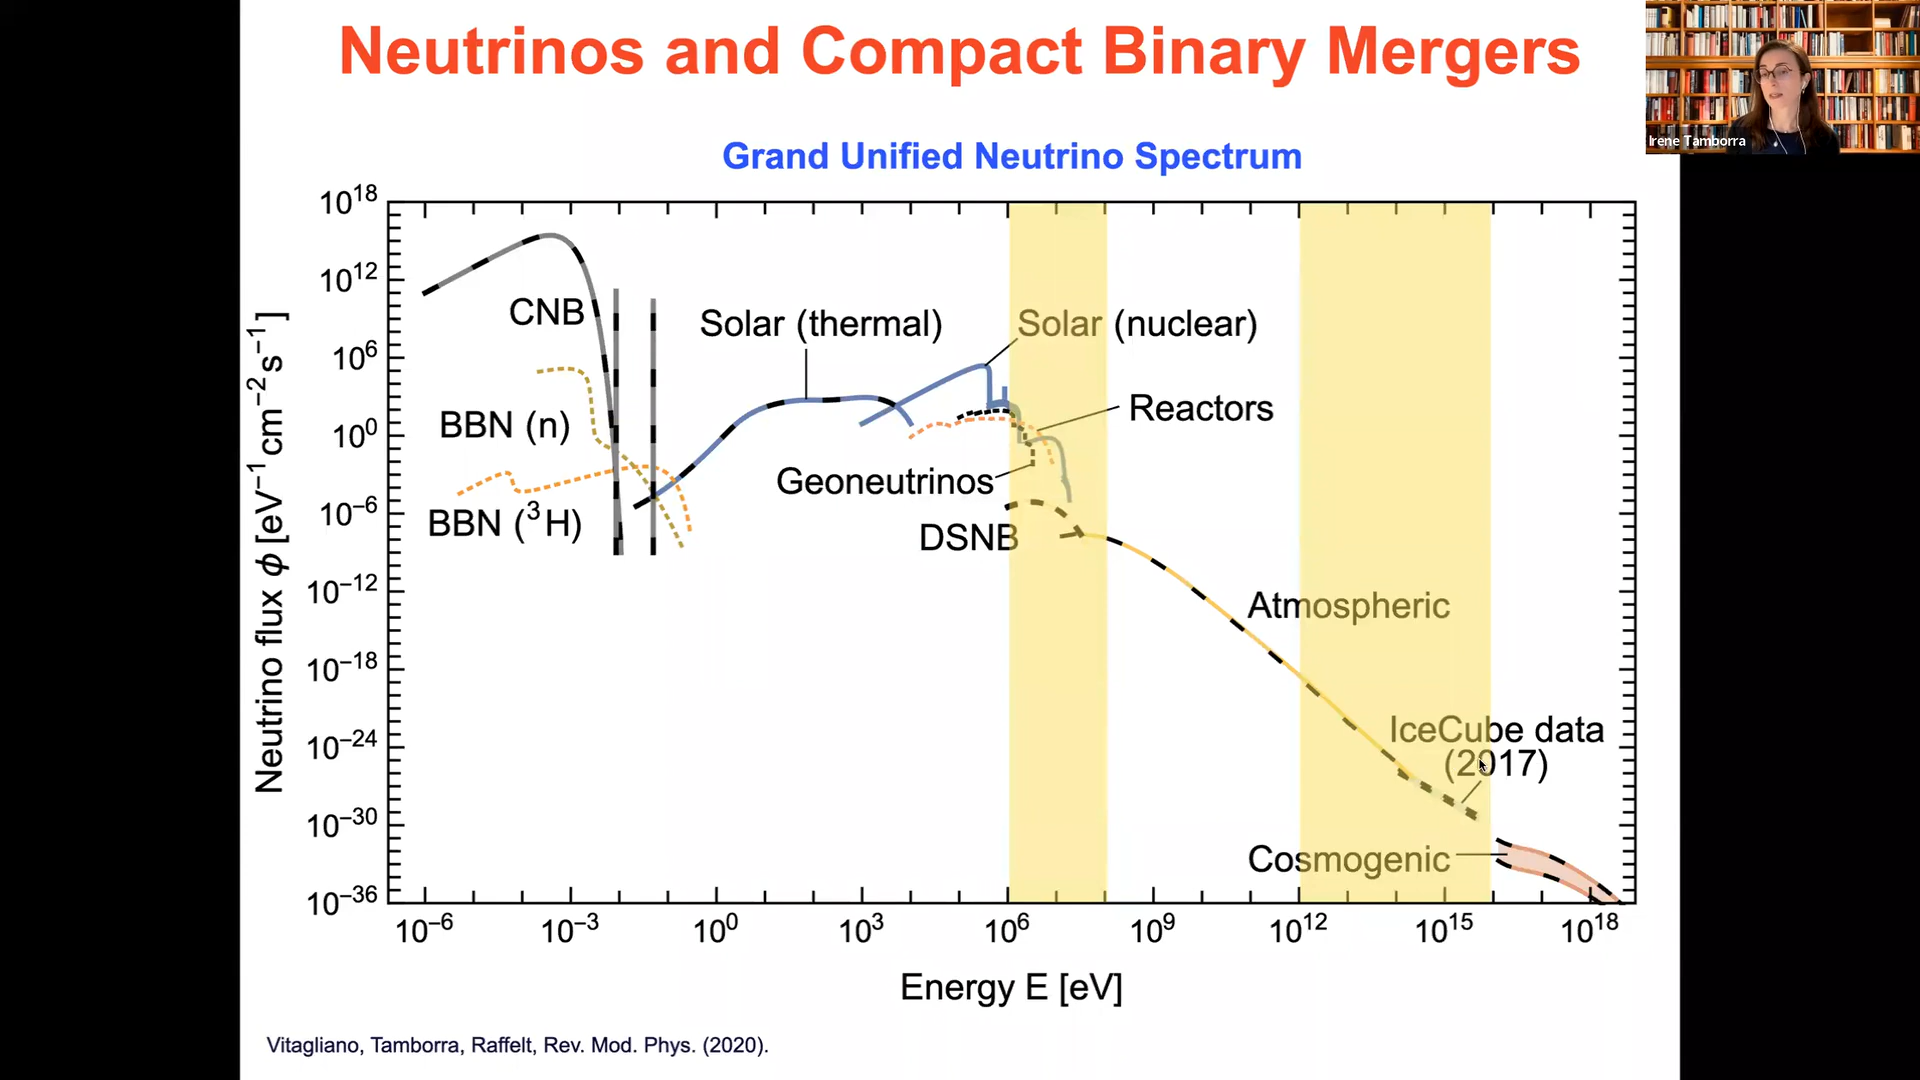 Neutrinos and Compact Binary Mergers
Irene Tamborra
Grand Unified Neutrino Spectrum
10^18
10^12
10^6
10^0
10^−6
10^−12
10^−18
10^−24
10^−30
10^−36
Neutrino flux ϕ [eV^−1 cm^−2 s^−1]
CNB
Solar (thermal)
Solar (nuclear)
BBN (n)
Reactors
Geoneutrinos
BBN (^3H)
DSNB
Atmospheric
IceCube data
(2017)
Cosmogenic
10^−6 10^−3 10^0 10^3 10^6 10^9 10^12 10^15 10^18
Energy E [eV]
Vitagliano, Tamborra, Raffelt, Rev. Mod. Phys. (2020).